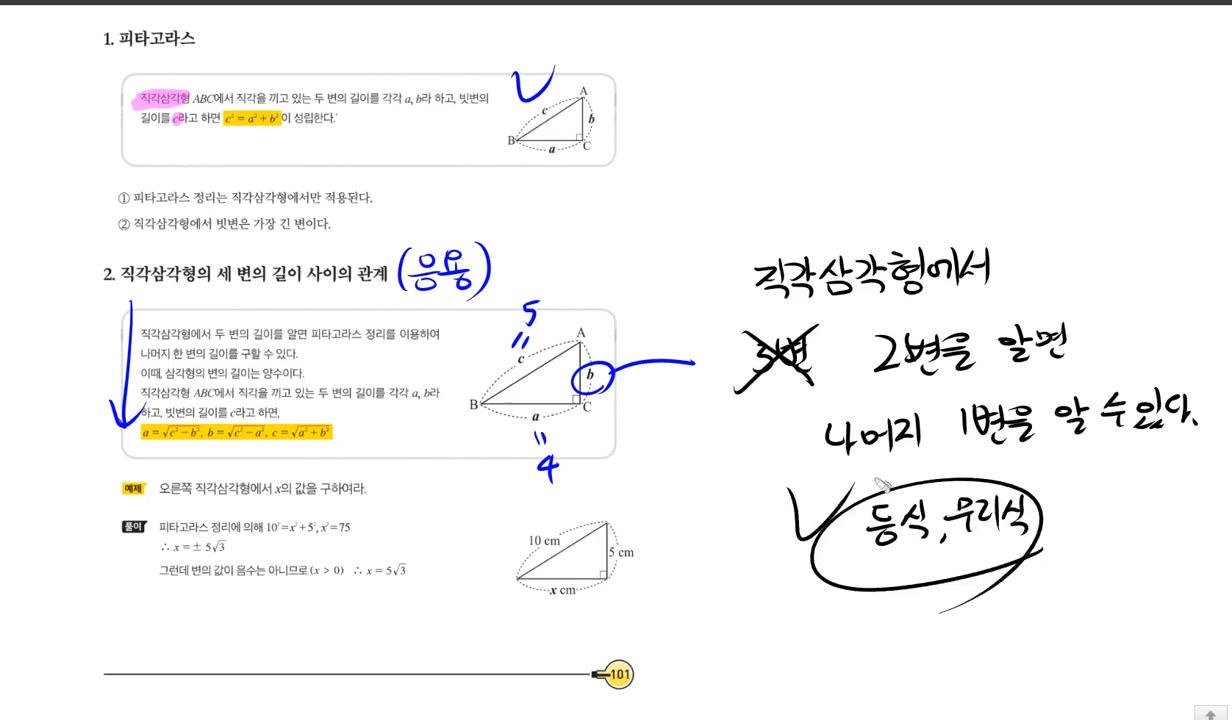 1. 피타고라스
직각삼각형 ABC에서 직각을 끼고 있는 두 변의 길이를 각각 a, b라 하고, 빗변의
길이를 c라고 하면 c² = a² + b²이 성립한다.
A
c
b
B
a
C
① 피타고라스 정리는 직각삼각형에서만 적용된다.
② 직각삼각형에서 빗변은 가장 긴 변이다.
2. 직각삼각형의 세 변의 길이 사이의 관계 (응용)
직각삼각형에서 두 변의 길이를 알면 피타고라스 정리를 이용하여
나머지 한 변의 길이를 구할 수 있다.
이때, 삼각형의 변의 길이는 양수이다.
직각삼각형 ABC에서 직각을 끼고 있는 두 변의 길이를 각각 a, b라
하고, 빗변의 길이를 c라고 하면,
a = √c² − b², b = √c² − a², c = √a² + b²
5
=
A
c
b
B
a
C
=
4
예제 오른쪽 직각삼각형에서 x의 값을 구하여라.
풀이 피타고라스 정리에 의해 10² = x² + 5², x² = 75
∴ x = ± 5√3
그런데 변의 값이 음수는 아니므로 (x > 0) ∴ x = 5√3
10 cm
5 cm
x cm
101
직각삼각형에서
3변 2변을 알면
나머지 1변을 알 수 있다.
등식, 무리식